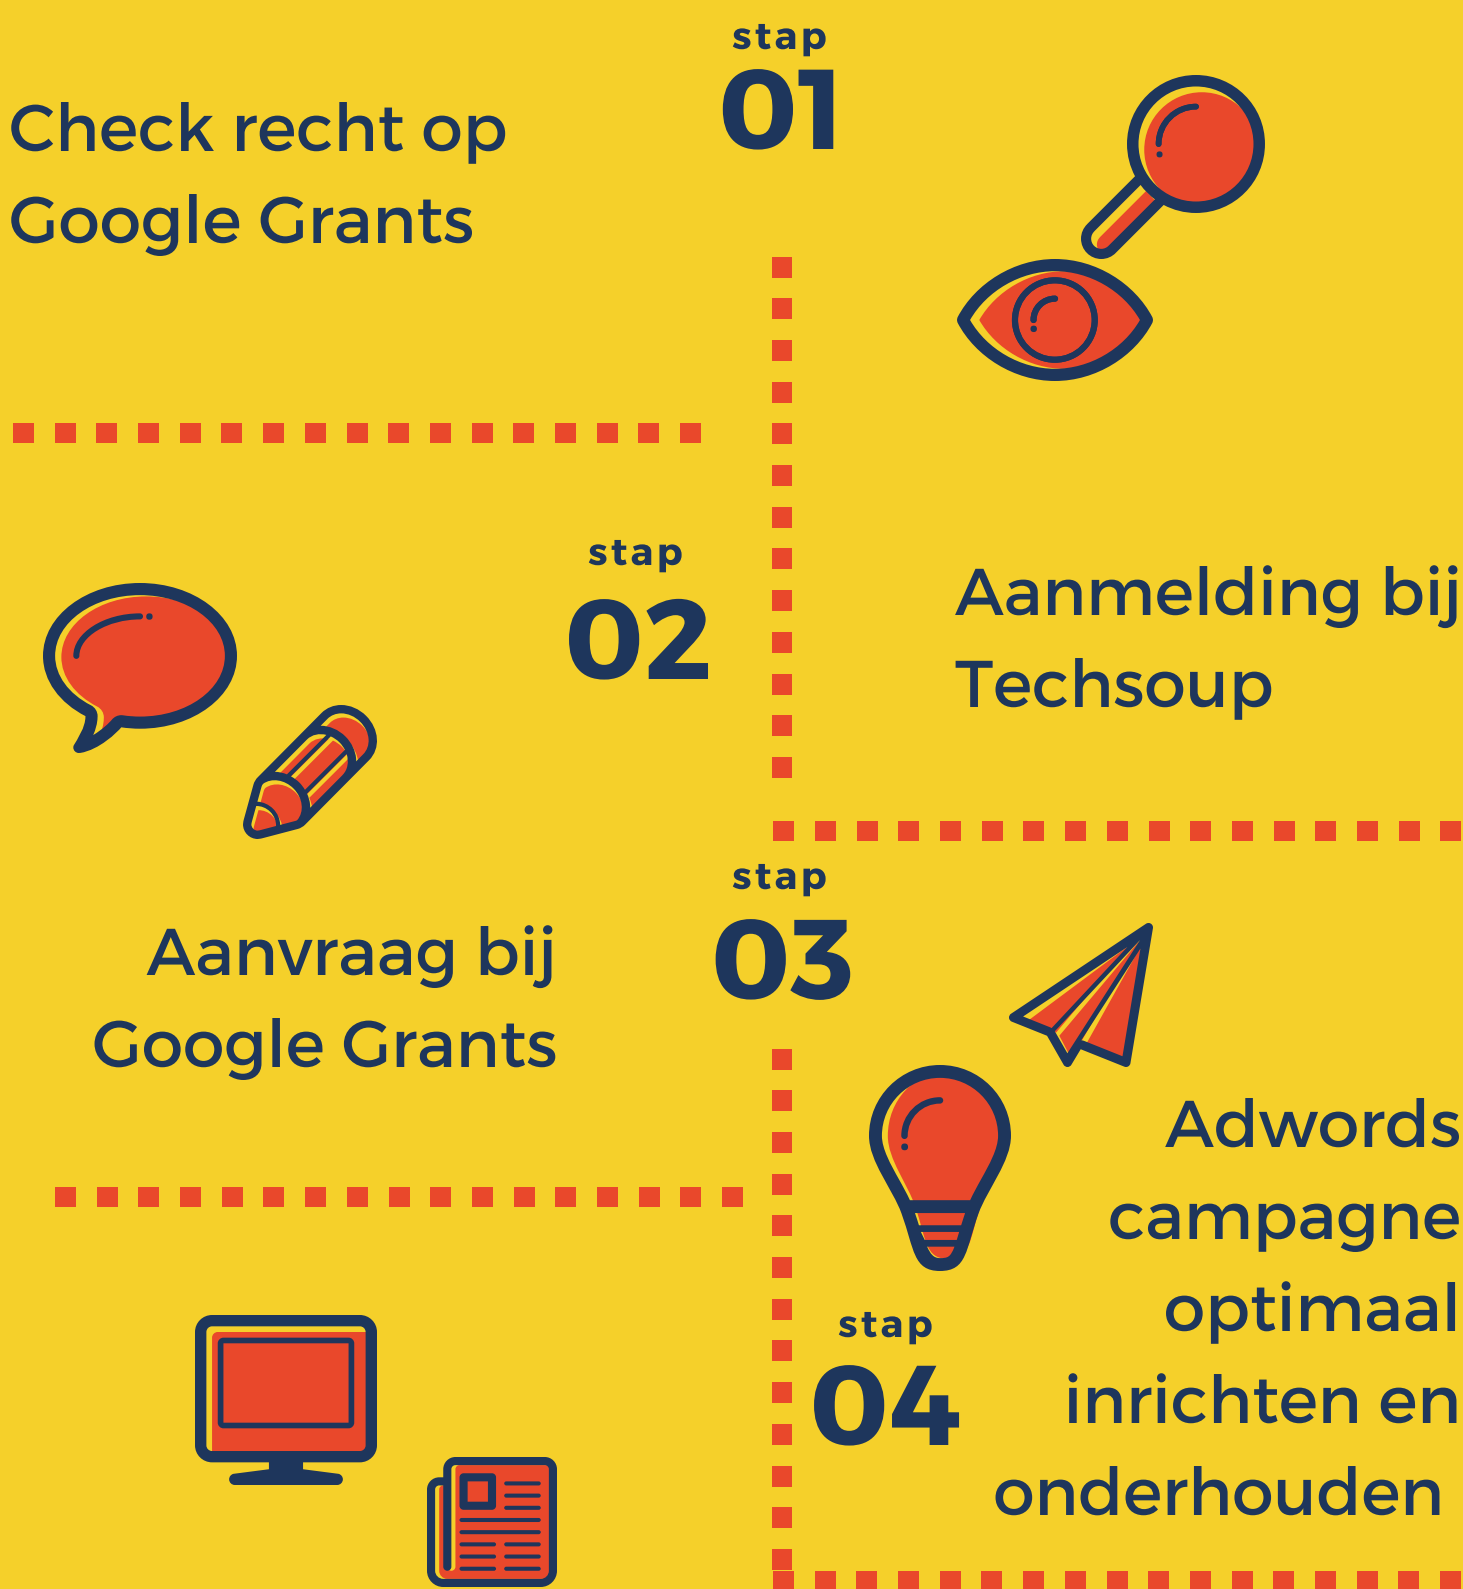 stap
01
Check recht op
Google Grants
stap
02
Aanmelding bij
Techsoup
stap
03
Aanvraag bij
Google Grants
stap
04
Adwords
campagne
optimaal
inrichten en
onderhouden